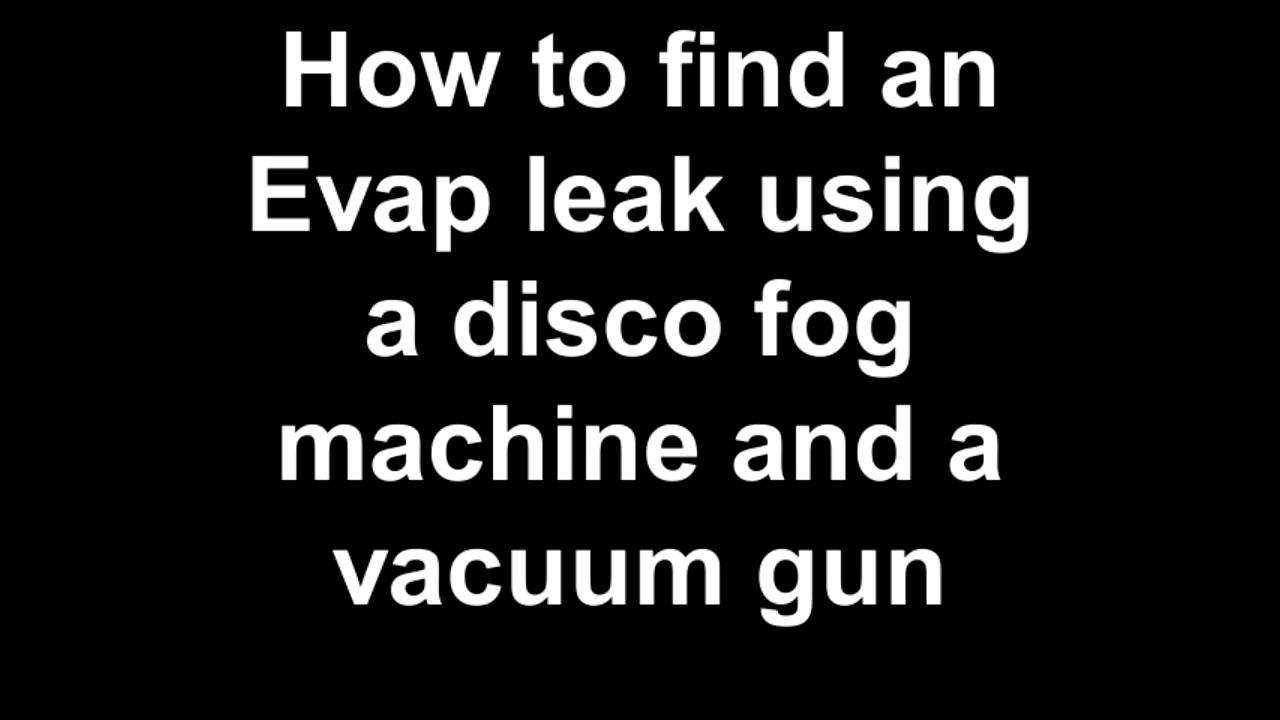 How to find an
Evap leak using
a disco fog
machine and a
vacuum gun